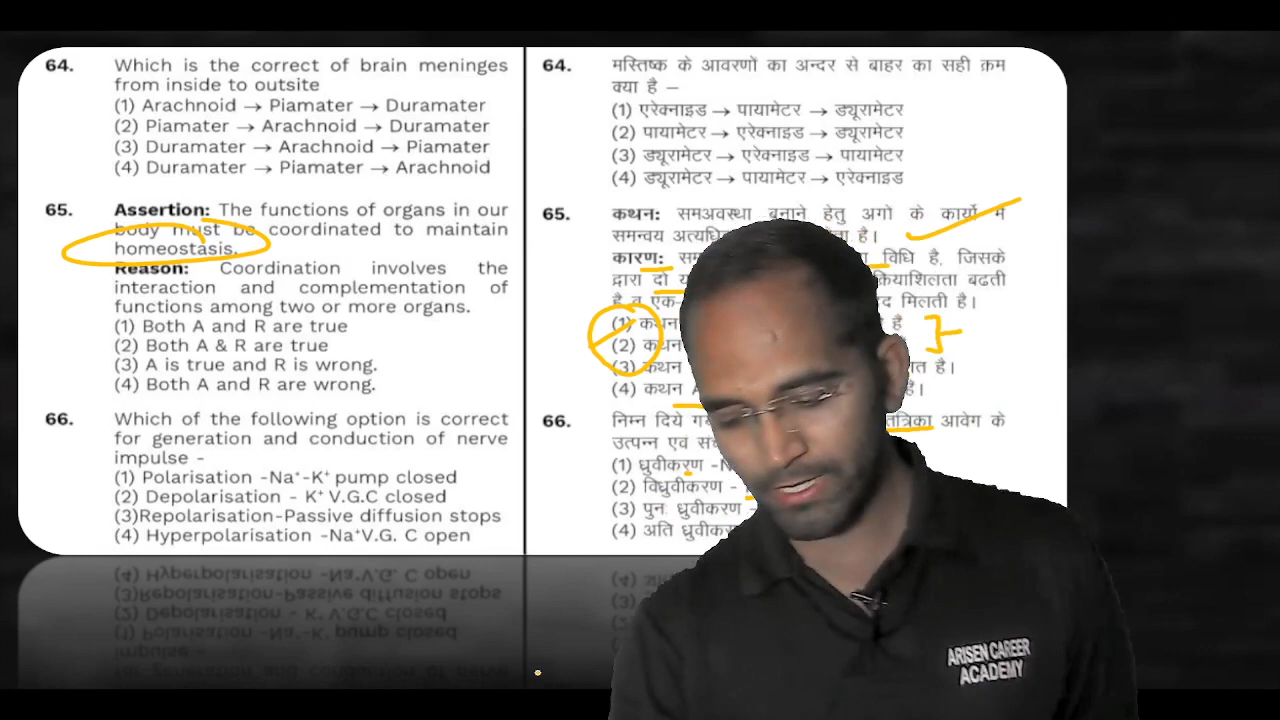 64. Which is the correct of brain meninges
from inside to outsite
(1) Arachnoid → Piamater → Duramater
(2) Piamater → Arachnoid → Duramater
(3) Duramater → Arachnoid → Piamater
(4) Duramater → Piamater → Arachnoid
65. Assertion: The functions of organs in our
body must be coordinated to maintain
homeostasis.
Reason: Coordination involves the
interaction and complementation of
functions among two or more organs.
(1) Both A and R are true
(2) Both A & R are true
(3) A is true and R is wrong.
(4) Both A and R are wrong.
66. Which of the following option is correct
for generation and conduction of nerve
impulse -
(1) Polarisation -Na⁺-K⁺ pump closed
(2) Depolarisation - K⁺ V.G.C closed
(3)Repolarisation-Passive diffusion stops
(4) Hyperpolarisation -Na⁺V.G. C open
64. मस्तिष्क के आवरणों का अन्दर से बाहर का सही क्रम
क्या है –
(1) एरेक्नाइड → पायामेटर → ड्यूरामेटर
(2) पायामेटर → एरेक्नाइड → ड्यूरामेटर
(3) ड्यूरामेटर → एरेक्नाइड → पायामेटर
(4) ड्यूरामेटर → पायामेटर → एरेक्नाइड
65. कथन: समअवस्था बनाने हेतु अगो के कार्यो में
समन्वय है।
कारण: विधि है, जिसके
द्वारा दो बढती
है व मिलती है।
(1) है
(2)
(3) कथन है।
(4) कथन
66. निम्न दिये आवेग के
उत्पन्न एव
(1) ध्रुवीकरण
(2) विध्रुवीकरण -
(3) पुनः ध्रुवीकरण -
(4) अति
ARISEN CAREER
ACADEMY